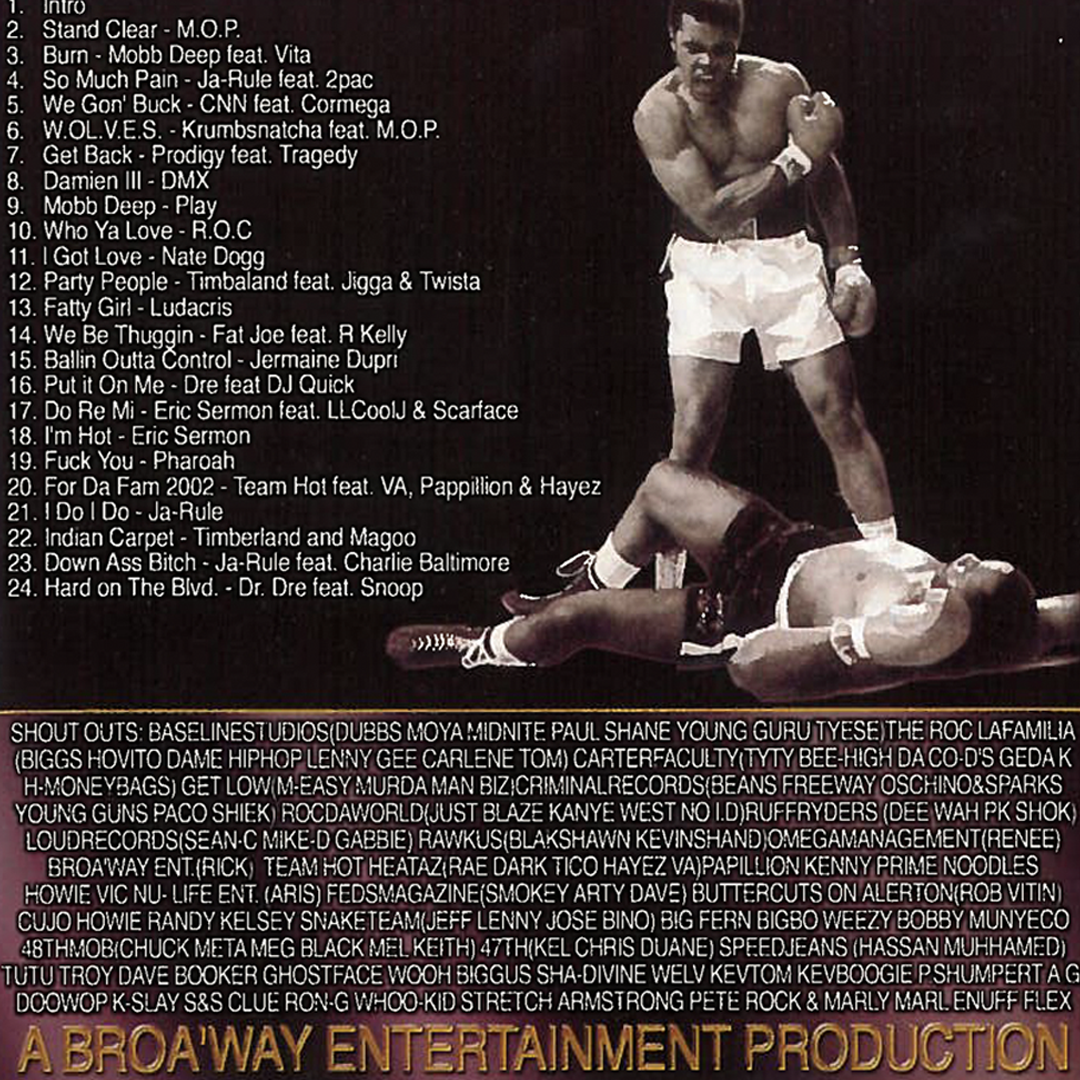 1. Intro
2. Stand Clear - M.O.P.
3. Burn - Mobb Deep feat. Vita
4. So Much Pain - Ja-Rule feat. 2pac
5. We Gon' Buck - CNN feat. Cormega
6. W.OL.V.E.S. - Krumbsnatcha feat. M.O.P.
7. Get Back - Prodigy feat. Tragedy
8. Damien III - DMX
9. Mobb Deep - Play
10. Who Ya Love - R.O.C
11. I Got Love - Nate Dogg
12. Party People - Timbaland feat. Jigga & Twista
13. Fatty Girl - Ludacris
14. We Be Thuggin - Fat Joe feat. R Kelly
15. Ballin Outta Control - Jermaine Dupri
16. Put it On Me - Dre feat DJ Quick
17. Do Re Mi - Eric Sermon feat. LLCoolJ & Scarface
18. I'm Hot - Eric Sermon
19. Fuck You - Pharoah
20. For Da Fam 2002 - Team Hot feat. VA, Pappillion & Hayez
21. I Do I Do - Ja-Rule
22. Indian Carpet - Timberland and Magoo
23. Down Ass Bitch - Ja-Rule feat. Charlie Baltimore
24. Hard on The Blvd. - Dr. Dre feat. Snoop
SHOUT OUTS: BASELINESTUDIOS(DUBBS MOYA MIDNITE PAUL SHANE YOUNG GURU TYESE)THE ROC LAFAMILIA
(BIGGS HOVITO DAME HIPHOP LENNY GEE CARLENE TOM) CARTERFACULTY(TYTY BEE-HIGH DA CO-D'S GEDA K
H-MONEYBAGS) GET LOW(M-EASY MURDA MAN BIZ)CRIMINALRECORDS(BEANS FREEWAY OSCHINO&SPARKS
YOUNG GUNS PACO SHIEK) ROCDAWORLD(JUST BLAZE KANYE WEST NO I.D)RUFFRYDERS (DEE WAH PK SHOK)
LOUDRECORDS(SEAN-C MIKE-D GABBIE) RAWKUS(BLAKSHAWN KEVINSHAND)OMEGAMANAGEMENT(RENEE)
BROA'WAY ENT.(RICK) TEAM HOT HEATAZ(RAE DARK TICO HAYEZ VA)PAPILLION KENNY PRIME NOODLES
HOWIE VIC NU- LIFE ENT. (ARIS) FEDSMAGAZINE(SMOKEY ARTY DAVE) BUTTERCUTS ON ALERTON(ROB VITIN)
CUJO HOWIE RANDY KELSEY SNAKETEAM(JEFF LENNY JOSE BINO) BIG FERN BIGBO WEEZY BOBBY MUNYECO
48THMOB(CHUCK META MEG BLACK MEL KEITH) 47TH(KEL CHRIS DUANE) SPEEDJEANS (HASSAN MUHHAMED)
TUTU TROY DAVE BOOKER GHOSTFACE WOOH BIGGUS SHA-DIVINE WELV KEVTOM KEVBOOGIE P.SHUMPERT A G
DOOWOP K-SLAY S&S CLUE RON-G WHOO-KID STRETCH ARMSTRONG PETE ROCK & MARLY MARL ENUFF FLEX
A BROA'WAY ENTERTAINMENT PRODUCTION